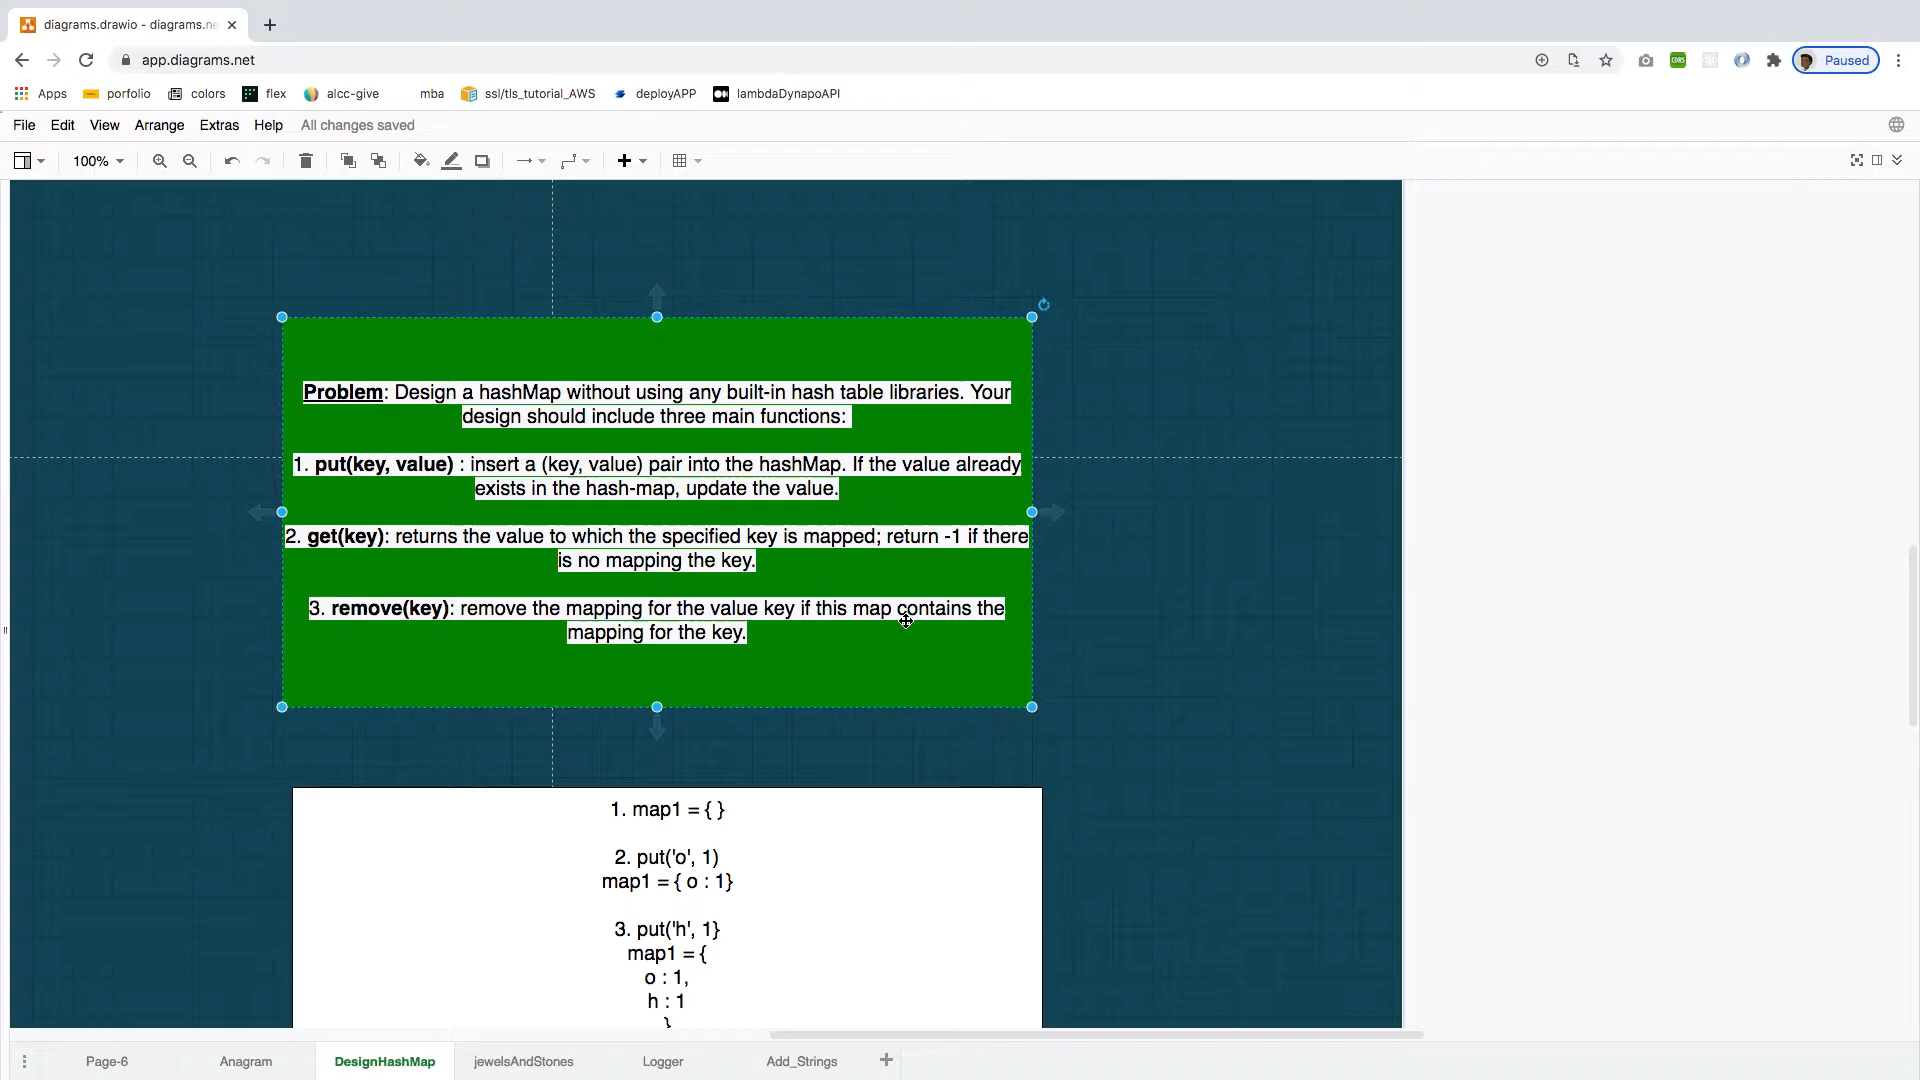 diagrams.drawio - diagrams.ne
app.diagrams.net
Paused
Apps
porfolio
colors
flex
alcc-give
mba
ssl/tls_tutorial_AWS
deployAPP
lambdaDynapoAPI
File Edit View Arrange Extras Help All changes saved
100%
Problem: Design a hashMap without using any built-in hash table libraries. Your
design should include three main functions:
1. put(key, value) : insert a (key, value) pair into the hashMap. If the value already
exists in the hash-map, update the value.
2. get(key): returns the value to which the specified key is mapped; return -1 if there
is no mapping the key.
3. remove(key): remove the mapping for the value key if this map contains the
mapping for the key.
1. map1 = { }
2. put('o', 1)
map1 = { o : 1}
3. put('h', 1}
map1 = {
o : 1,
h : 1
}
Page-6
Anagram
DesignHashMap
jewelsAndStones
Logger
Add_Strings